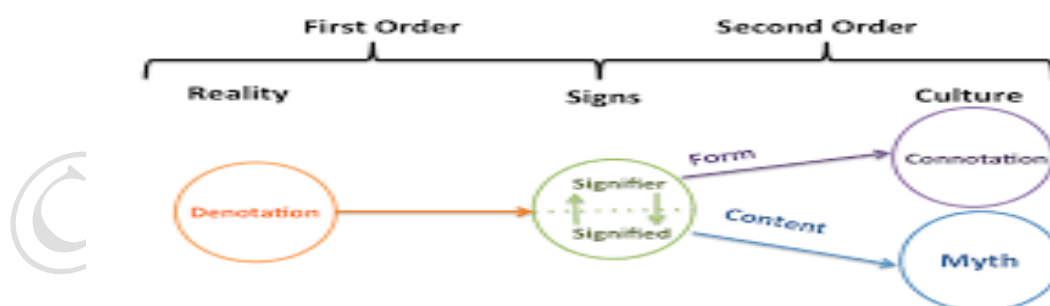 First Order Second Order
Reality Signs Culture
Form Connotation
Signifier
Denotation
Signified
Content
Myth